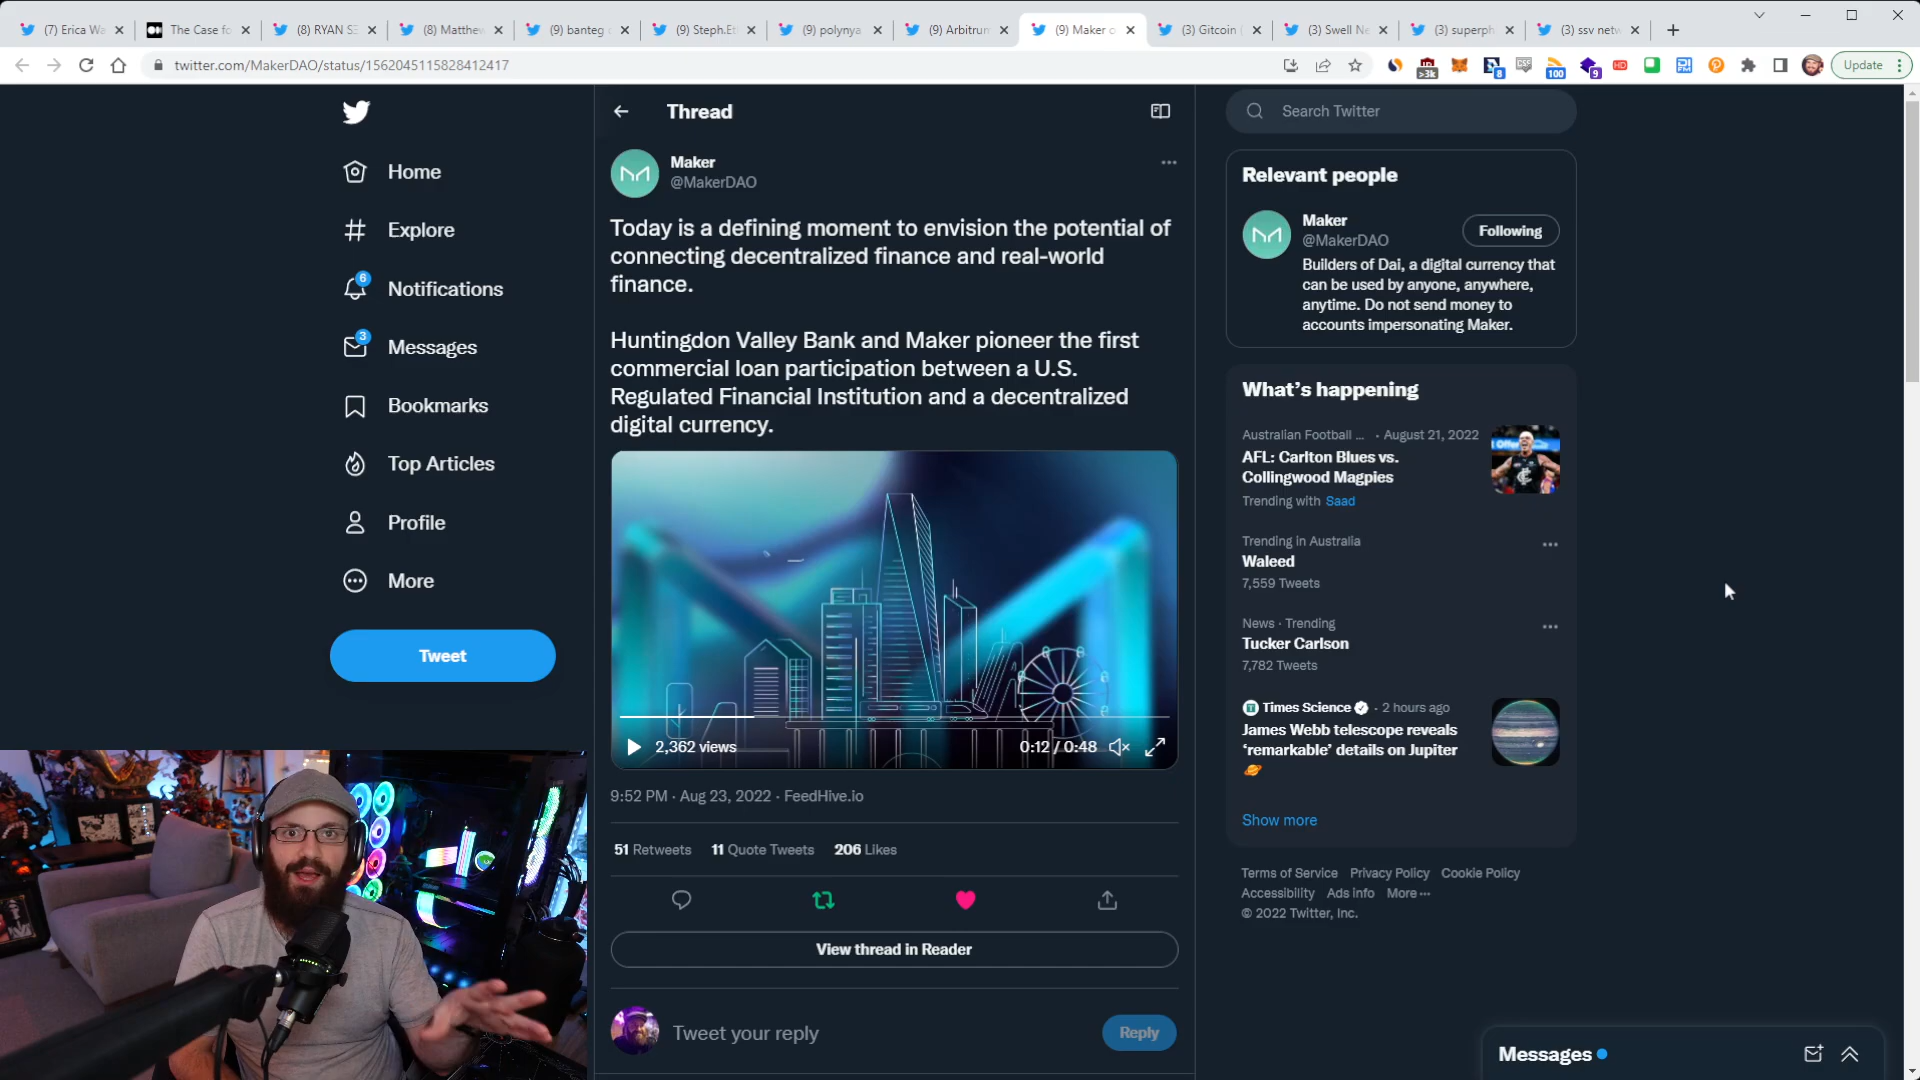 (7) Erica Wa
The Case fo
(8) RYAN SE
(8) Matthew
(9) banteg
(9) Steph.Et
(9) polynya
(9) Arbitrum
(9) Maker o
(3) Gitcoin
(3) Swell Ne
(3) superph
(3) ssv netw
twitter.com/MakerDAO/status/1562045115828412417
>3k
8
CSS
100
9
HD
Update
Home
Explore
6
Notifications
3
Messages
Bookmarks
Top Articles
Profile
More
Tweet
Thread
Maker
@MakerDAO
Today is a defining moment to envision the potential of
connecting decentralized finance and real-world
finance.
Huntingdon Valley Bank and Maker pioneer the first
commercial loan participation between a U.S.
Regulated Financial Institution and a decentralized
digital currency.
2,362 views
0:12 / 0:48
9:52 PM · Aug 23, 2022 · FeedHive.io
51 Retweets 11 Quote Tweets 206 Likes
View thread in Reader
Tweet your reply
Reply
Search Twitter
Relevant people
Maker
@MakerDAO
Following
Builders of Dai, a digital currency that
can be used by anyone, anywhere,
anytime. Do not send money to
accounts impersonating Maker.
What's happening
Australian Football ... · August 21, 2022
AFL: Carlton Blues vs.
Collingwood Magpies
Trending with Saad
Trending in Australia
Waleed
7,559 Tweets
News · Trending
Tucker Carlson
7,782 Tweets
Times Science · 2 hours ago
James Webb telescope reveals
'remarkable' details on Jupiter
Show more
Terms of Service Privacy Policy Cookie Policy
Accessibility Ads info More ···
© 2022 Twitter, Inc.
Messages